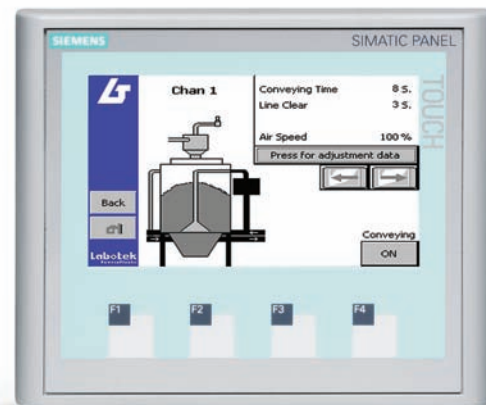 SIEMENS
SIMATIC PANEL
TOUCH
Chan 1
Conveying Time 8 S.
Line Clear 3 S.
Air Speed 100 %
Press for adjustment data
Back
Conveying
ON
Labotek
F1 F2 F3 F4